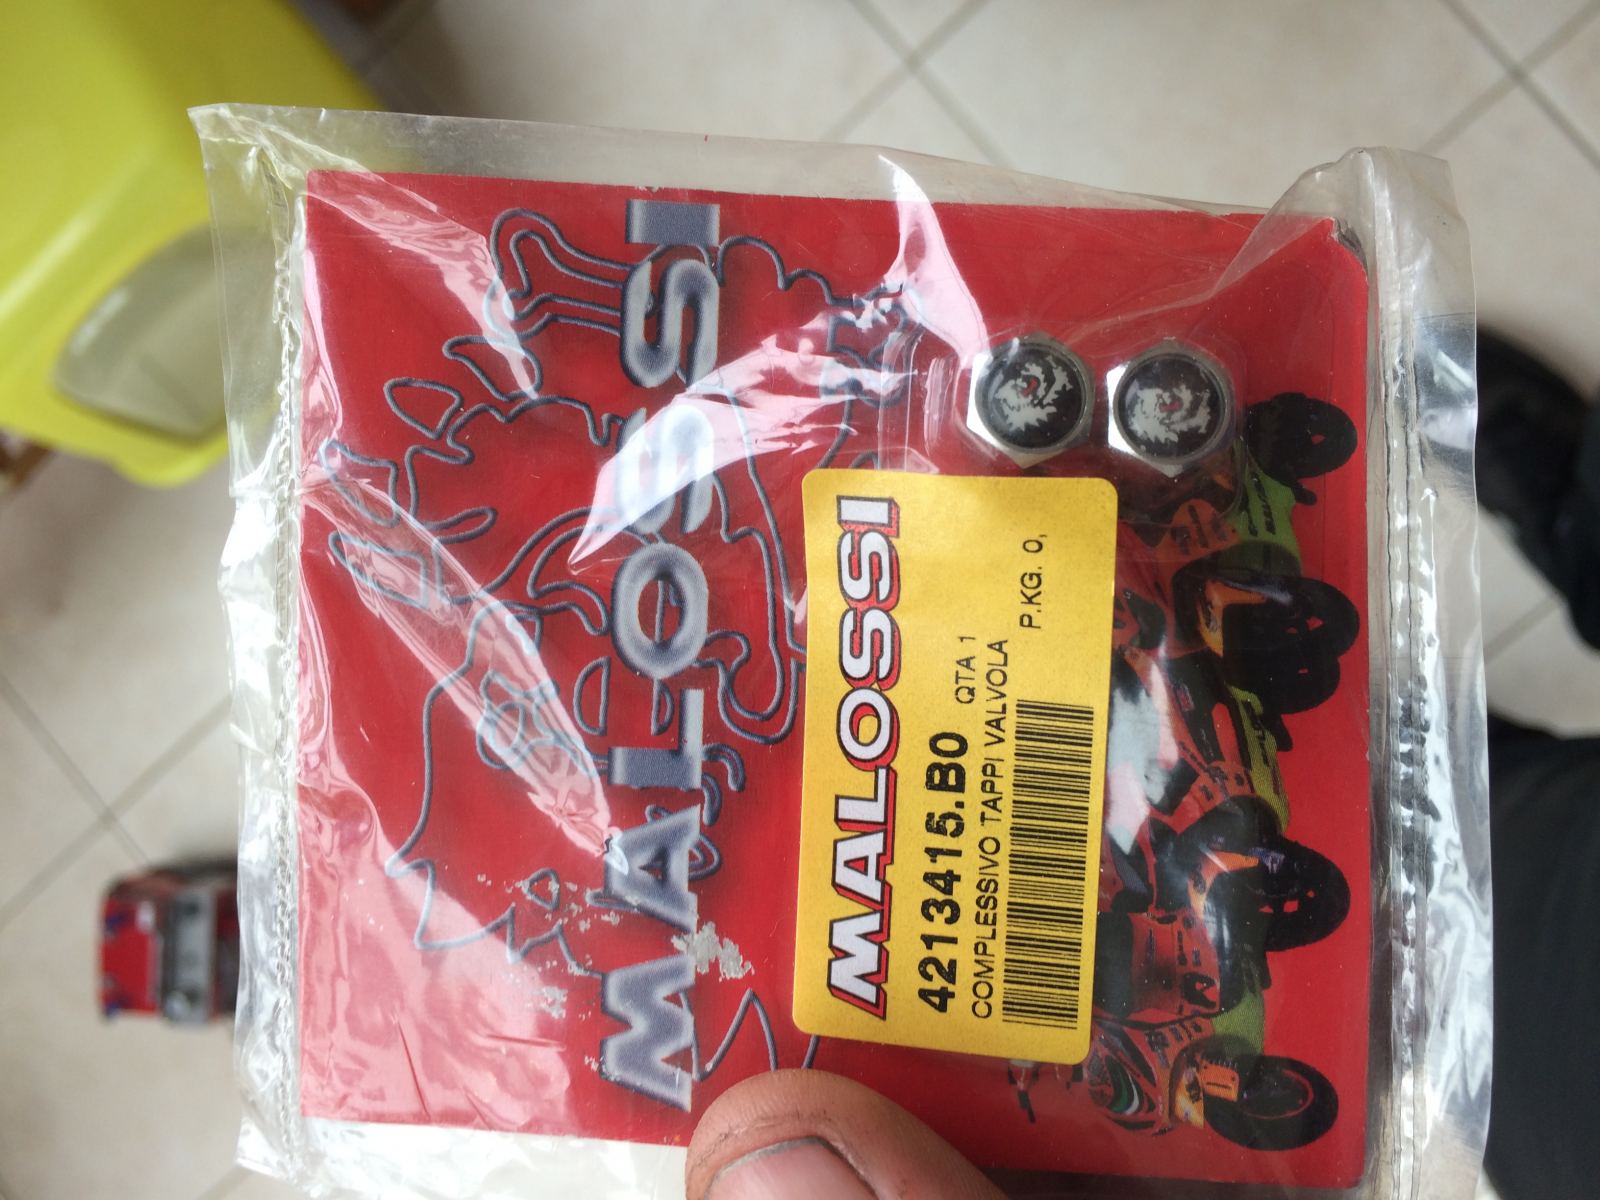 MALOSSI
MALOSSI
4213415.B0 QTA 1
COMPLESSIVO TAPPI VALVOLA
P.KG. 0,